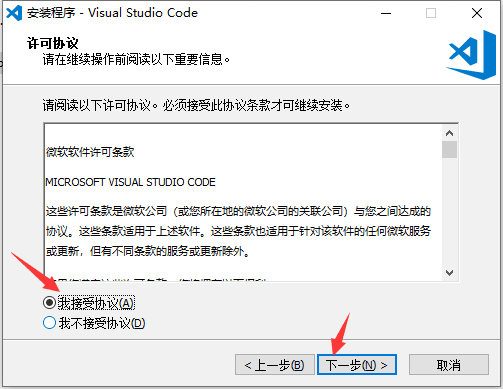 安装程序 - Visual Studio Code
许可协议
请在继续操作前阅读以下重要信息。
请阅读以下许可协议。必须接受此协议条款才可继续安装。
微软软件许可条款
MICROSOFT VISUAL STUDIO CODE
这些许可条款是微软公司（或您所在地的微软公司的关联公司）与您之间达成的
协议。这些条款适用于上述软件。这些条款也适用于针对该软件的任何微软服务
或更新，但有不同条款的服务或更新除外。
我接受协议(A)
我不接受协议(D)
< 上一步(B)
下一步(N) >
取消